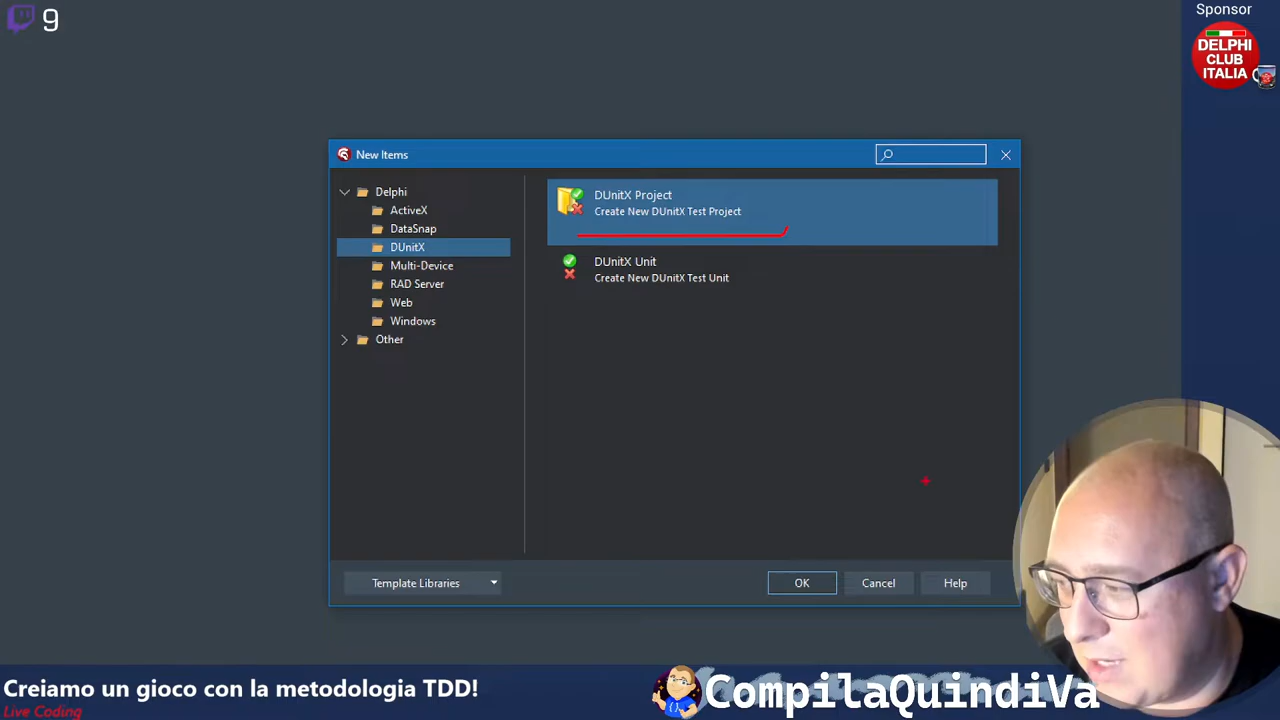 9
Sponsor
DELPHI
CLUB
ITALIA
New Items
Delphi
ActiveX
DataSnap
DUnitX
Multi-Device
RAD Server
Web
Windows
Other
DUnitX Project
Create New DUnitX Test Project
DUnitX Unit
Create New DUnitX Test Unit
Template Libraries
OK
Cancel
Help
Creiamo un gioco con la metodologia TDD!
Live Coding
{}
CompilaQuindiVa